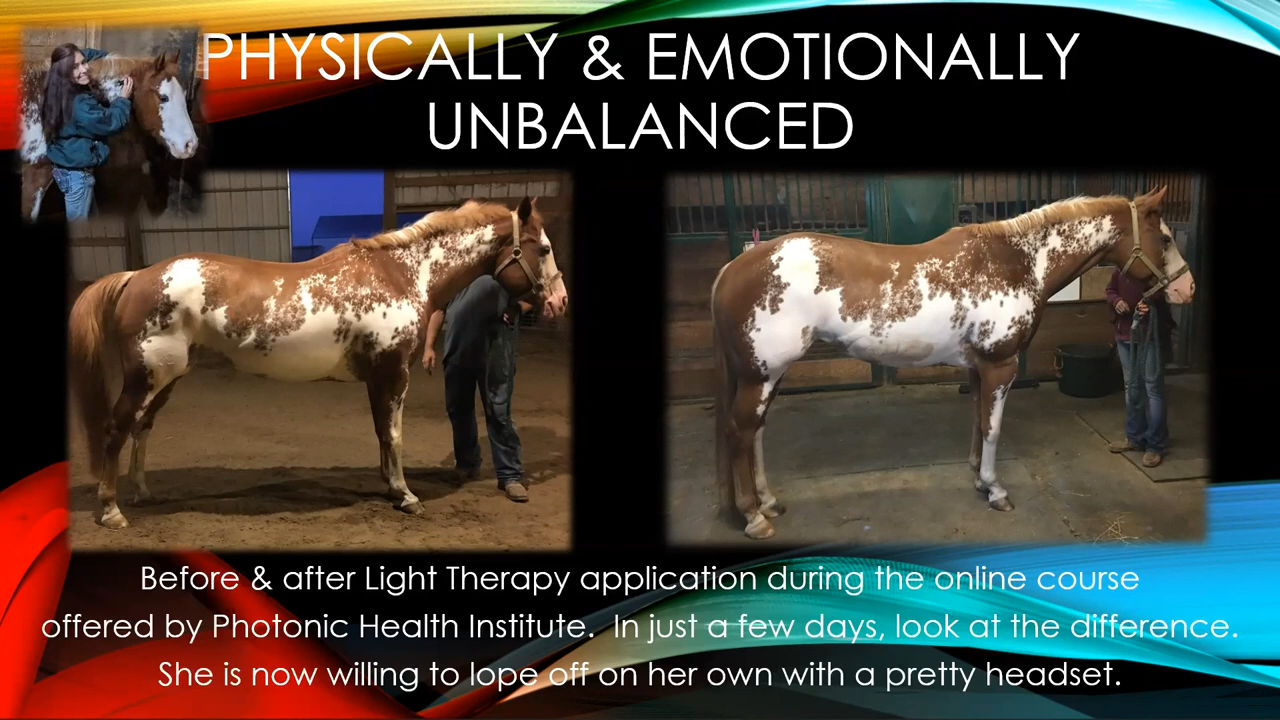 PHYSICALLY & EMOTIONALLY
UNBALANCED
Before & after Light Therapy application during the online course
offered by Photonic Health Institute. In just a few days, look at the difference.
She is now willing to lope off on her own with a pretty headset.